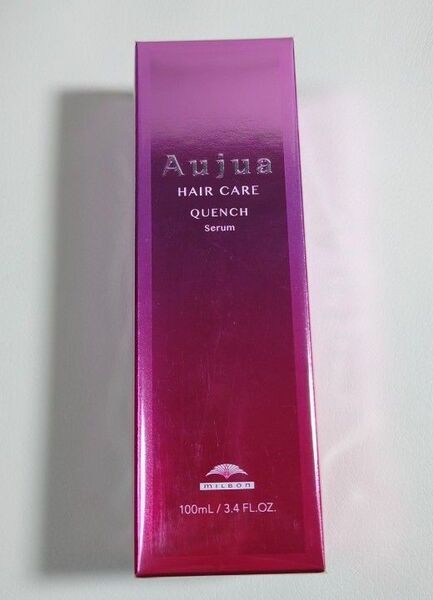 Aujua
HAIR CARE
QUENCH
Serum
MILBON
100mL / 3.4 FL.OZ.